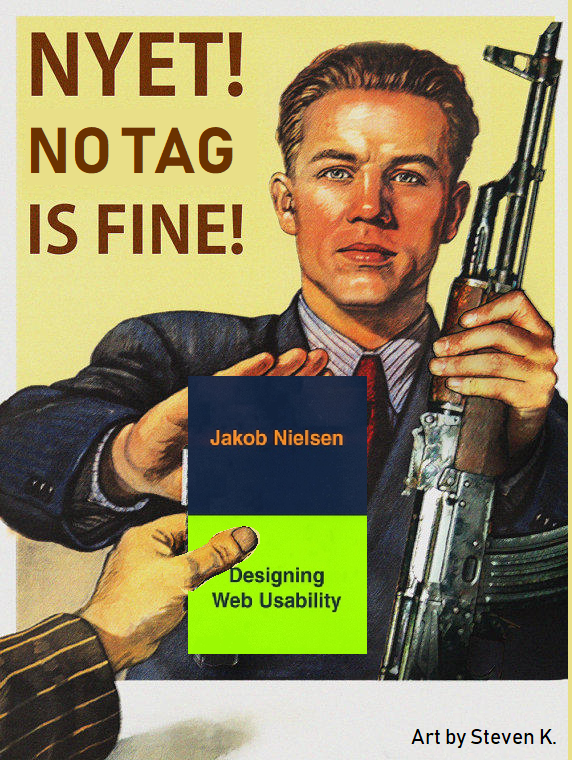 NYET!
NO TAG
IS FINE!
Jakob Nielsen
Designing
Web Usability
Art by Steven K.